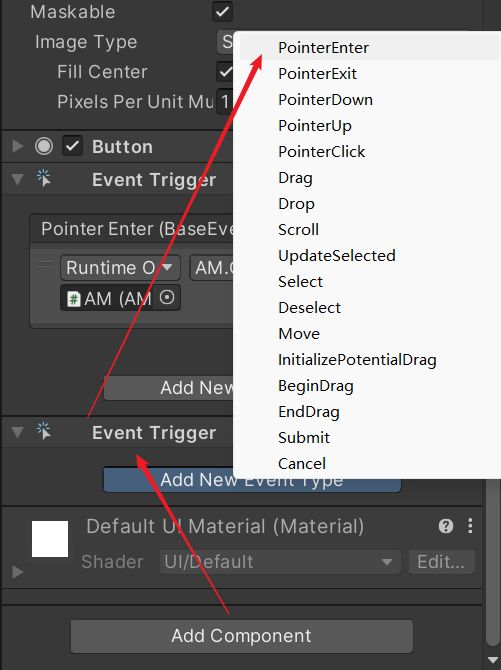 Maskable
Image Type S
Fill Center
Pixels Per Unit Mu 1
Button
Event Trigger
Pointer Enter (BaseEve
Runtime O AM.
AM (AM
Add New
Event Trigger
Add New Event Type
Default UI Material (Material)
Shader UI/Default Edit...
Add Component
PointerEnter
PointerExit
PointerDown
PointerUp
PointerClick
Drag
Drop
Scroll
UpdateSelected
Select
Deselect
Move
InitializePotentialDrag
BeginDrag
EndDrag
Submit
Cancel